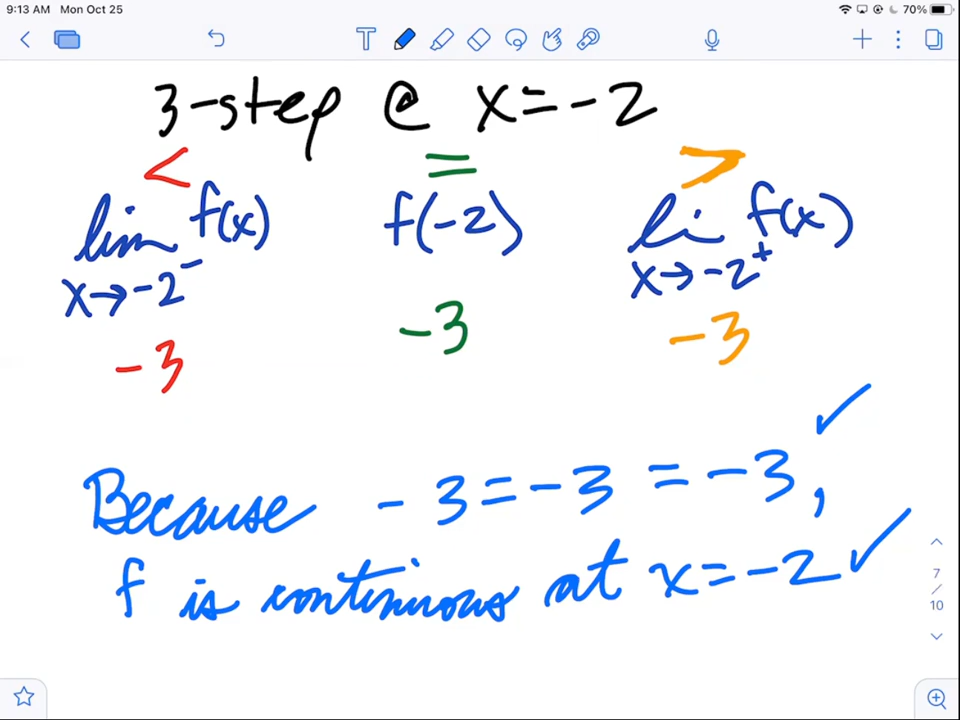 9:13 AM Mon Oct 25 70%
T
3-step @ x=-2
< = >
lim f(x) f(-2) li f(x)
x→-2⁻ x→-2⁺
-3 -3 -3
Because -3=-3=-3, ✓
f is continuous at x=-2 ✓
7
/
10